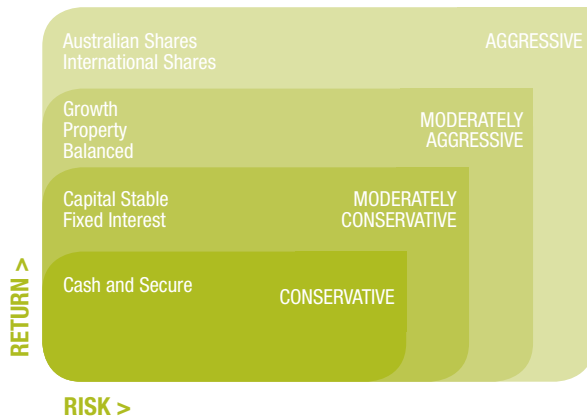 Australian Shares
International Shares
AGGRESSIVE
Growth
Property
Balanced
MODERATELY
AGGRESSIVE
Capital Stable
Fixed Interest
MODERATELY
CONSERVATIVE
Cash and Secure
CONSERVATIVE
RETURN >
RISK >